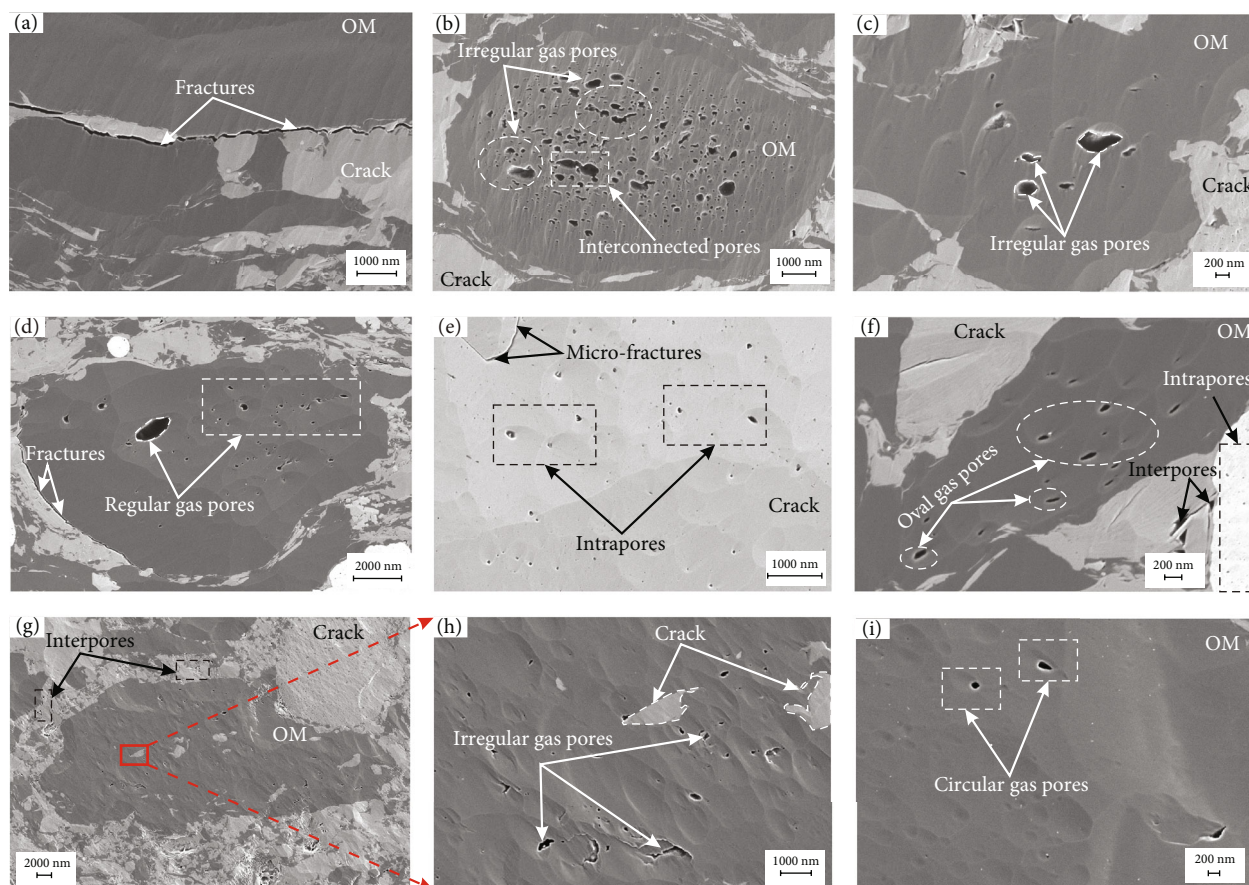 (a)
OM
Fractures
Crack
1000 nm
(b)
Irregular gas pores
OM
Interconnected pores
Crack
1000 nm
(c)
OM
Crack
Irregular gas pores
200 nm
(d)
Fractures
Regular gas pores
2000 nm
(e)
Micro-fractures
Crack
Intrapores
1000 nm
(f)
OM
Crack
Intrapores
Interpores
Oval gas pores
200 nm
(g)
Interpores
Crack
OM
2000 nm
(h)
Crack
Irregular gas pores
1000 nm
(i)
OM
Circular gas pores
200 nm